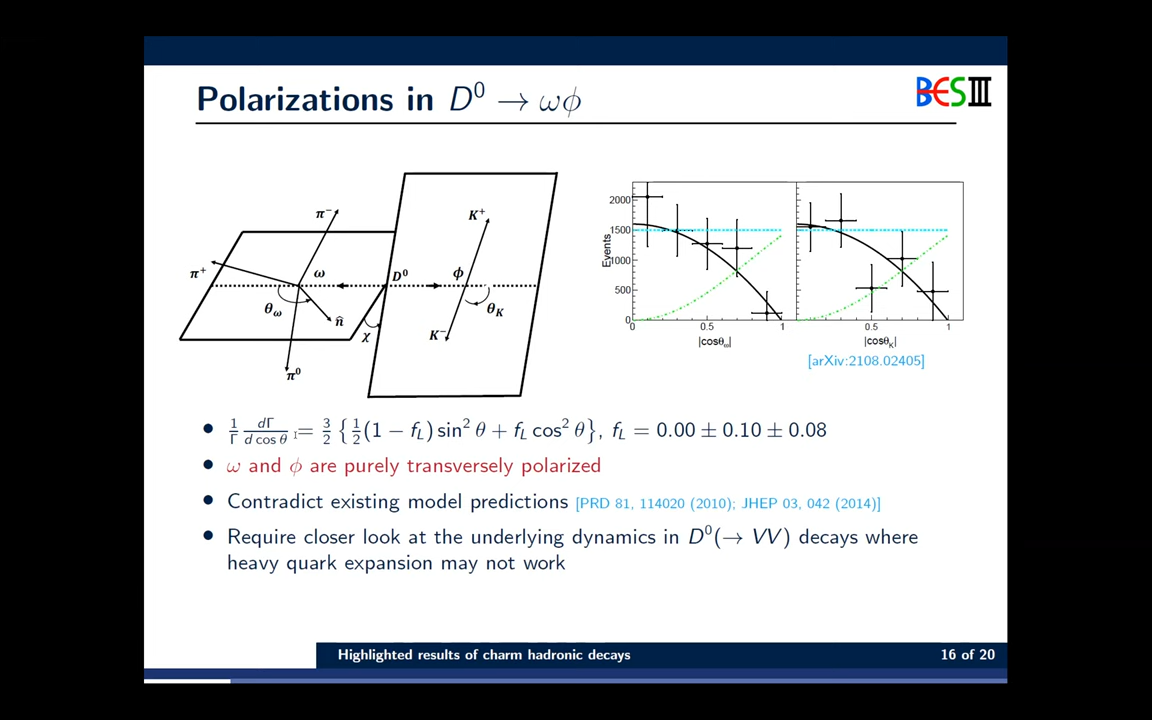 Polarizations in D⁰ → ωϕ
BESIII
π⁻
π⁺
ω
θ_ω
n̂
π⁰
D⁰
χ
K⁺
ϕ
θ_K
K⁻
Events
2000
1500
1000
500
0
0 0.5 1
|cosθ_ω|
0.5 1
|cosθ_K|
[arXiv:2108.02405]
• 1/Γ dΓ/d cos θ = 3/2 {1/2(1 − f_L) sin² θ + f_L cos² θ}, f_L = 0.00 ± 0.10 ± 0.08
• ω and ϕ are purely transversely polarized
• Contradict existing model predictions [PRD 81, 114020 (2010); JHEP 03, 042 (2014)]
• Require closer look at the underlying dynamics in D⁰(→ VV) decays where
heavy quark expansion may not work
Highlighted results of charm hadronic decays 16 of 20